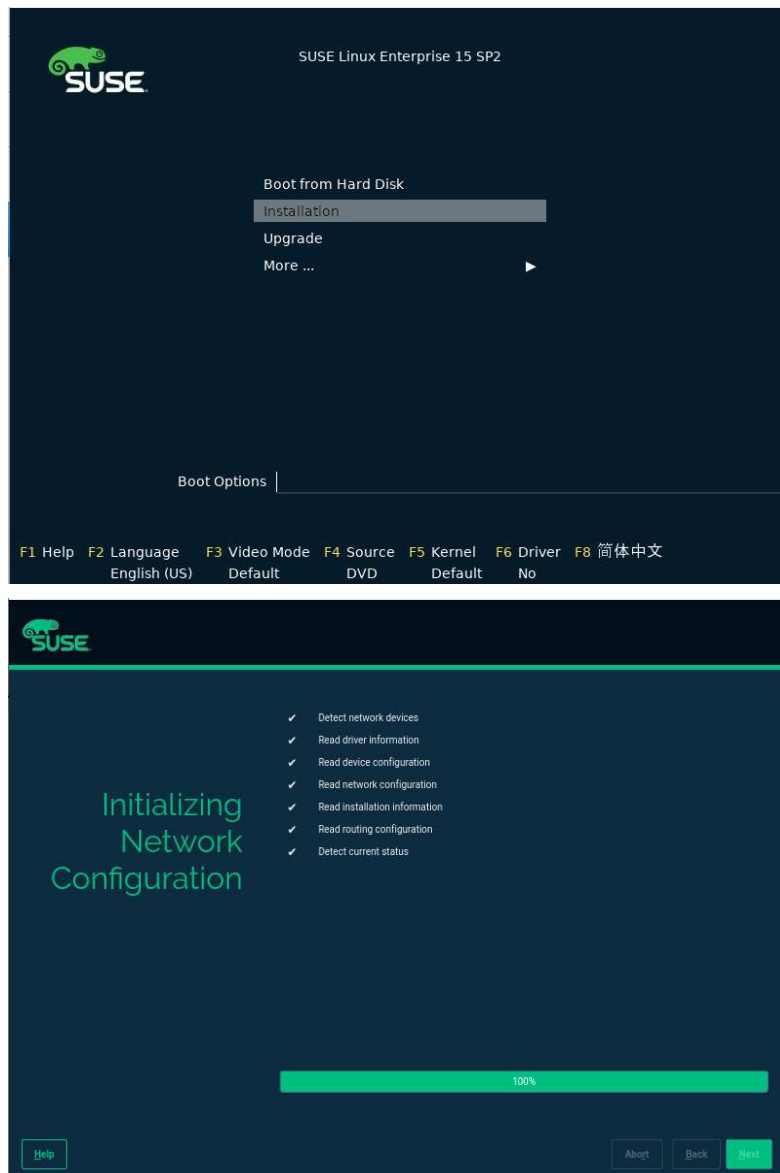 SUSE
SUSE Linux Enterprise 15 SP2
Boot from Hard Disk
Installation
Upgrade
More ...
Boot Options
F1 Help F2 Language F3 Video Mode F4 Source F5 Kernel F6 Driver F8 简体中文
English (US) Default DVD Default No
SUSE
Initializing
Network
Configuration
Detect network devices
Read driver information
Read device configuration
Read network configuration
Read installation information
Read routing configuration
Detect current status
100%
Help Abort Back Next